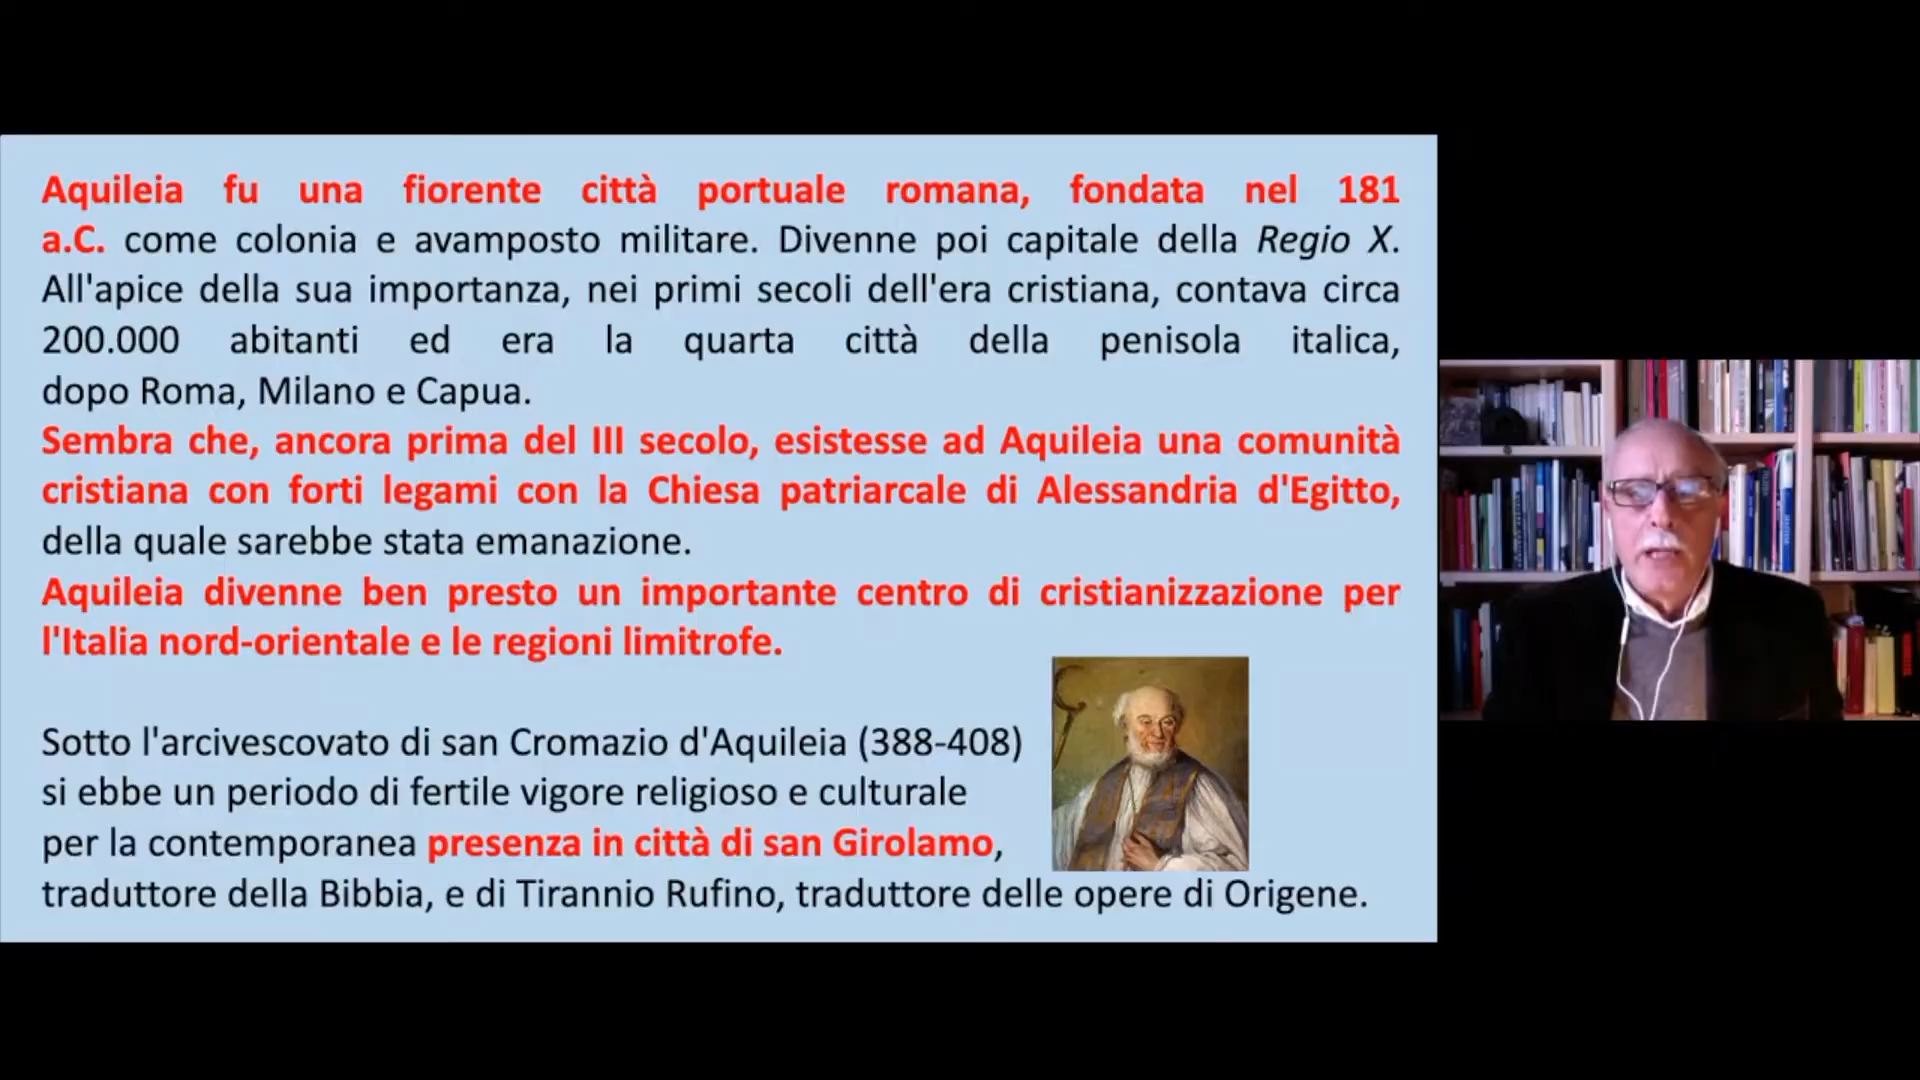 Aquileia fu una fiorente città portuale romana, fondata nel 181
a.C. come colonia e avamposto militare. Divenne poi capitale della Regio X.
All'apice della sua importanza, nei primi secoli dell'era cristiana, contava circa
200.000 abitanti ed era la quarta città della penisola italica,
dopo Roma, Milano e Capua.
Sembra che, ancora prima del III secolo, esistesse ad Aquileia una comunità
cristiana con forti legami con la Chiesa patriarcale di Alessandria d'Egitto,
della quale sarebbe stata emanazione.
Aquileia divenne ben presto un importante centro di cristianizzazione per
l'Italia nord-orientale e le regioni limitrofe.
Sotto l'arcivescovato di san Cromazio d'Aquileia (388-408)
si ebbe un periodo di fertile vigore religioso e culturale
per la contemporanea presenza in città di san Girolamo,
traduttore della Bibbia, e di Tirannio Rufino, traduttore delle opere di Origene.